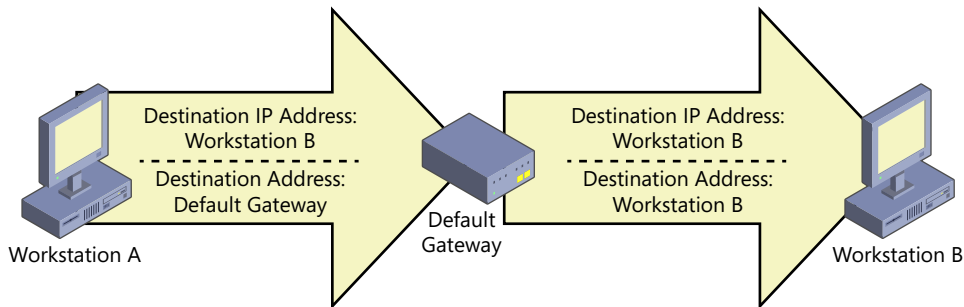 Destination IP Address:
Workstation B
Destination Address:
Default Gateway
Workstation A
Default
Gateway
Destination IP Address:
Workstation B
Destination Address:
Workstation B
Workstation B